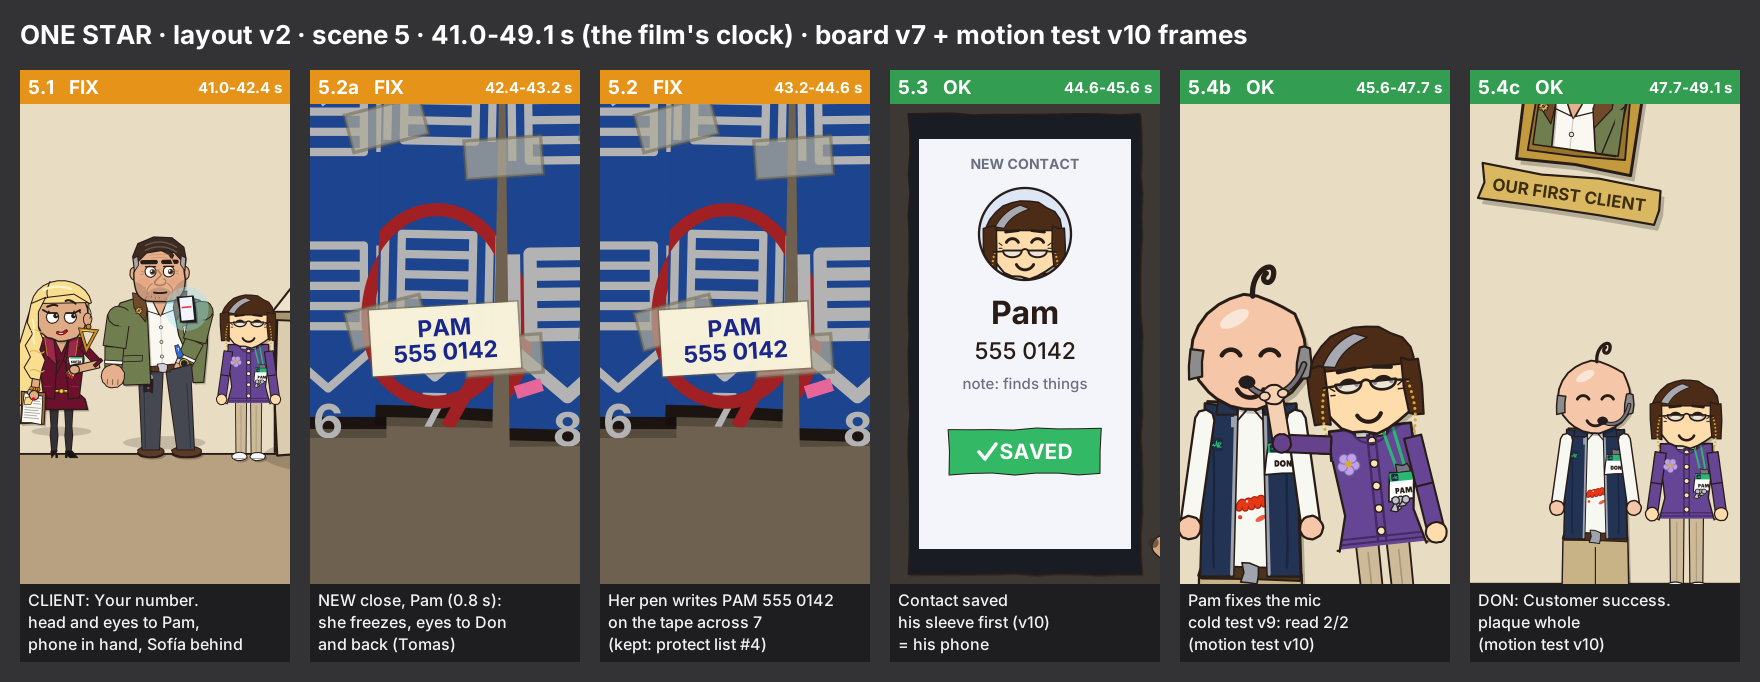 ONE STAR · layout v2 · scene 5 · 41.0-49.1 s (the film's clock) · board v7 + motion test v10 frames
5.1 FIX 41.0-42.4 s
5.2a FIX 42.4-43.2 s
5.2 FIX 43.2-44.6 s
5.3 OK 44.6-45.6 s
5.4b OK 45.6-47.7 s
5.4c OK 47.7-49.1 s
PAM
555 0142
6
7
8
PAM
555 0142
6
7
8
NEW CONTACT
Pam
555 0142
note: finds things
✓SAVED
DON
PAM
OUR FIRST CLIENT
DON
PAM
CLIENT: Your number.
head and eyes to Pam,
phone in hand, Sofía behind
NEW close, Pam (0.8 s):
she freezes, eyes to Don
and back (Tomas)
Her pen writes PAM 555 0142
on the tape across 7
(kept: protect list #4)
Contact saved
his sleeve first (v10)
= his phone
Pam fixes the mic
cold test v9: read 2/2
(motion test v10)
DON: Customer success.
plaque whole
(motion test v10)